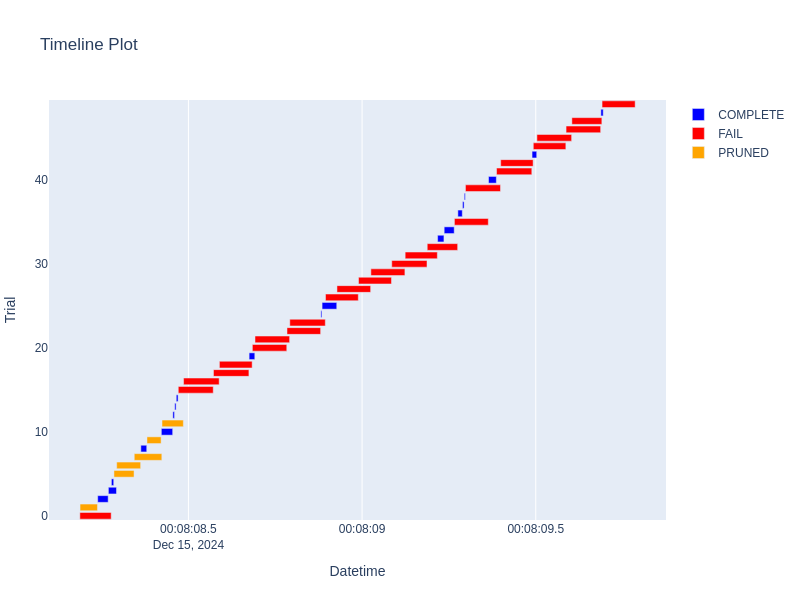 Timeline Plot
COMPLETE
FAIL
PRUNED
40
30
20
10
0
Trial
00:08:08.5
Dec 15, 2024
00:08:09
00:08:09.5
Datetime